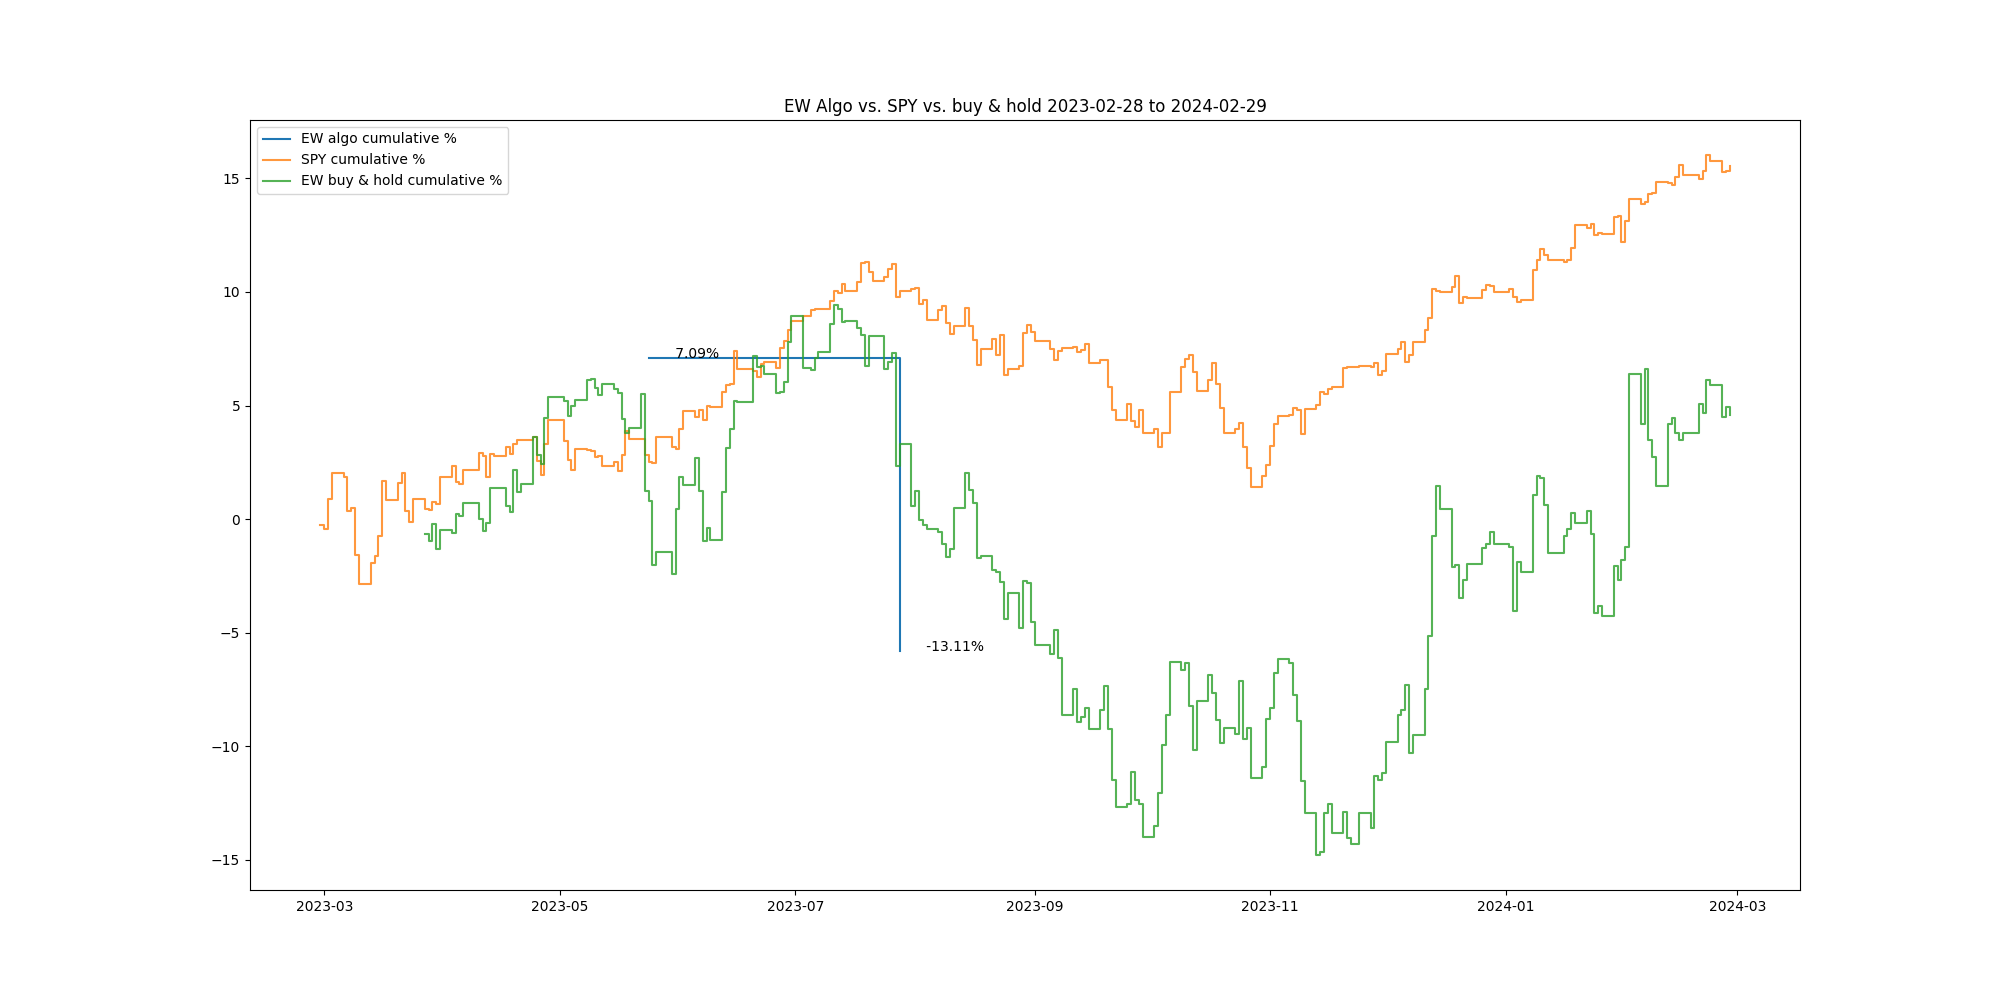 EW Algo vs. SPY vs. buy & hold 2023-02-28 to 2024-02-29
EW algo cumulative %
SPY cumulative %
EW buy & hold cumulative %
15
10
5
0
−5
−10
−15
7.09%
-13.11%
2023-03 2023-05 2023-07 2023-09 2023-11 2024-01 2024-03